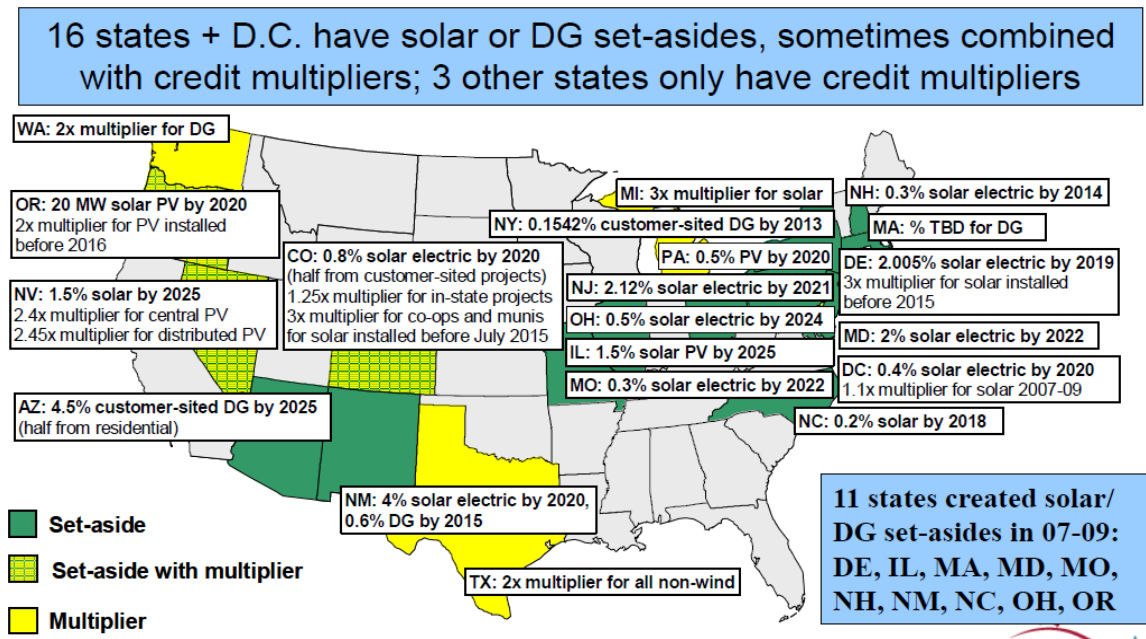 16 states + D.C. have solar or DG set-asides, sometimes combined
with credit multipliers; 3 other states only have credit multipliers
WA: 2x multiplier for DG
OR: 20 MW solar PV by 2020
2x multiplier for PV installed
before 2016
NV: 1.5% solar by 2025
2.4x multiplier for central PV
2.45x multiplier for distributed PV
CO: 0.8% solar electric by 2020
(half from customer-sited projects)
1.25x multiplier for in-state projects
3x multiplier for co-ops and munis
for solar installed before July 2015
AZ: 4.5% customer-sited DG by 2025
(half from residential)
NM: 4% solar electric by 2020,
0.6% DG by 2015
TX: 2x multiplier for all non-wind
MI: 3x multiplier for solar
NY: 0.1542% customer-sited DG by 2013
PA: 0.5% PV by 2020
NJ: 2.12% solar electric by 2021
OH: 0.5% solar electric by 2024
IL: 1.5% solar PV by 2025
MO: 0.3% solar electric by 2022
NH: 0.3% solar electric by 2014
MA: % TBD for DG
DE: 2.005% solar electric by 2019
3x multiplier for solar installed
before 2015
MD: 2% solar electric by 2022
DC: 0.4% solar electric by 2020
1.1x multiplier for solar 2007-09
NC: 0.2% solar by 2018
Set-aside
Set-aside with multiplier
Multiplier
11 states created solar/
DG set-asides in 07-09:
DE, IL, MA, MD, MO,
NH, NM, NC, OH, OR